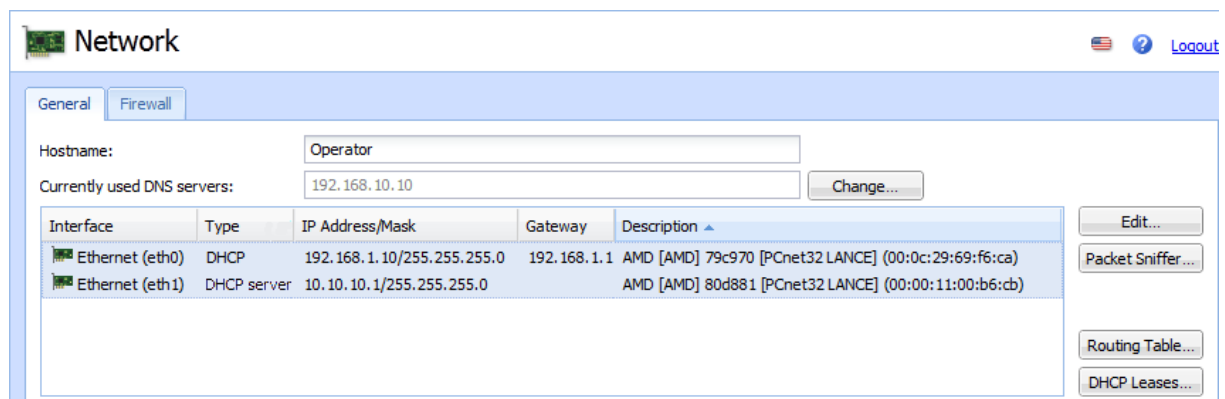 Network
Logout
General Firewall
Hostname: Operator
Currently used DNS servers: 192.168.10.10 Change...
Interface Type IP Address/Mask Gateway Description
Edit...
Ethernet (eth0) DHCP 192.168.1.10/255.255.255.0 192.168.1.1 AMD [AMD] 79c970 [PCnet32 LANCE] (00:0c:29:69:f6:ca)
Packet Sniffer...
Ethernet (eth1) DHCP server 10.10.10.1/255.255.255.0 AMD [AMD] 80d881 [PCnet32 LANCE] (00:00:11:00:b6:cb)
Routing Table...
DHCP Leases...